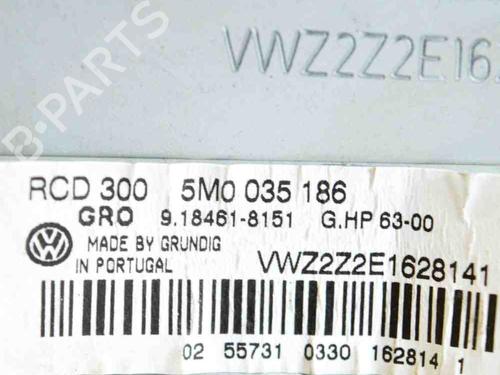 VWZ2Z2E162
B-PARTS
RCD 300 5M0 035 186
GRO 9.18461-8151 G.HP 63-00
MADE BY GRUNDIG
IN PORTUGAL VWZ2Z2E1628141
02 55731 0330 162814 1